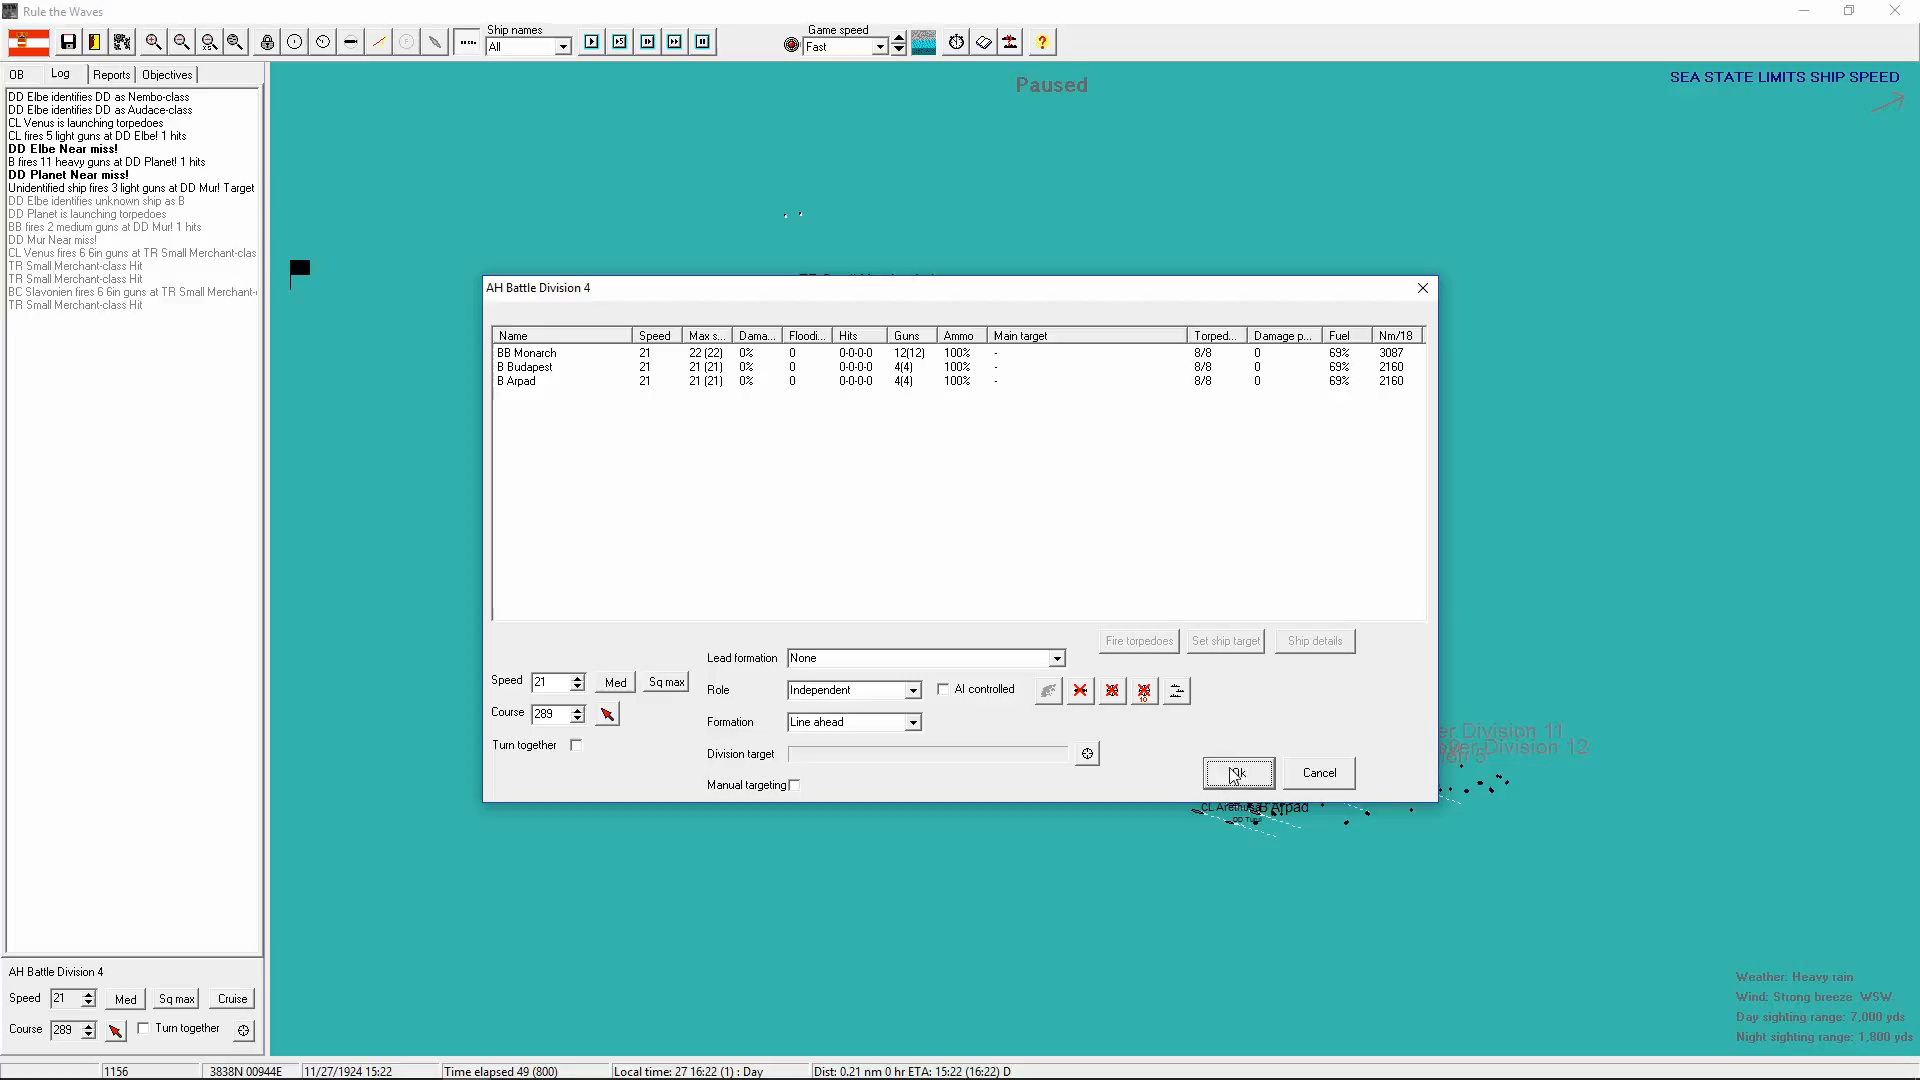 Rule the Waves
Ship names
All
Game speed
Fast
OB Log Reports Objectives
DD Elbe identifies DD as Nembo-class
DD Elbe identifies DD as Audace-class
CL Venus is launching torpedoes
CL fires 5 light guns at DD Elbe! 1 hits
DD Elbe Near miss!
B fires 11 heavy guns at DD Planet! 1 hits
DD Planet Near miss!
Unidentified ship fires 3 light guns at DD Mur! Target
DD Elbe identifies unknown ship as B
DD Planet is launching torpedoes
BB fires 2 medium guns at DD Mur! 1 hits
DD Mur Near miss!
CL Venus fires 6 6in guns at TR Small Merchant-clas
TR Small Merchant-class Hit
TR Small Merchant-class Hit
BC Slavonien fires 6 6in guns at TR Small Merchant-
TR Small Merchant-class Hit
Paused
SEA STATE LIMITS SHIP SPEED
AH Battle Division 4
Name Speed Max s... Dama... Floodi... Hits Guns Ammo Main target Torped... Damage p... Fuel Nm/18
BB Monarch 21 22 (22) 0% 0 0-0-0-0 12(12) 100% - 8/8 0 69% 3087
B Budapest 21 21 (21) 0% 0 0-0-0-0 4(4) 100% - 8/8 0 69% 2160
B Arpad 21 21 (21) 0% 0 0-0-0-0 4(4) 100% - 8/8 0 69% 2160
Fire torpedoes Set ship target Ship details
Lead formation None
Speed 21 Med Sq max
Role Independent AI controlled
10
Course 289
Formation Line ahead
Turn together
Division target
Manual targeting
Ok Cancel
er Division 11
Division 12
CL Arethusa B Arpad
AH Battle Division 4
Speed 21 Med Sq max Cruise
Course 289 Turn together
Weather: Heavy rain
Wind: Strong breeze WSW
Day sighting range: 7,000 yds
Night sighting range: 1,800 yds
1156 3838N 00944E 11/27/1924 15:22 Time elapsed 49 (800) Local time: 27 16:22 (1) : Day Dist: 0.21 nm 0 hr ETA: 15:22 (16:22) D